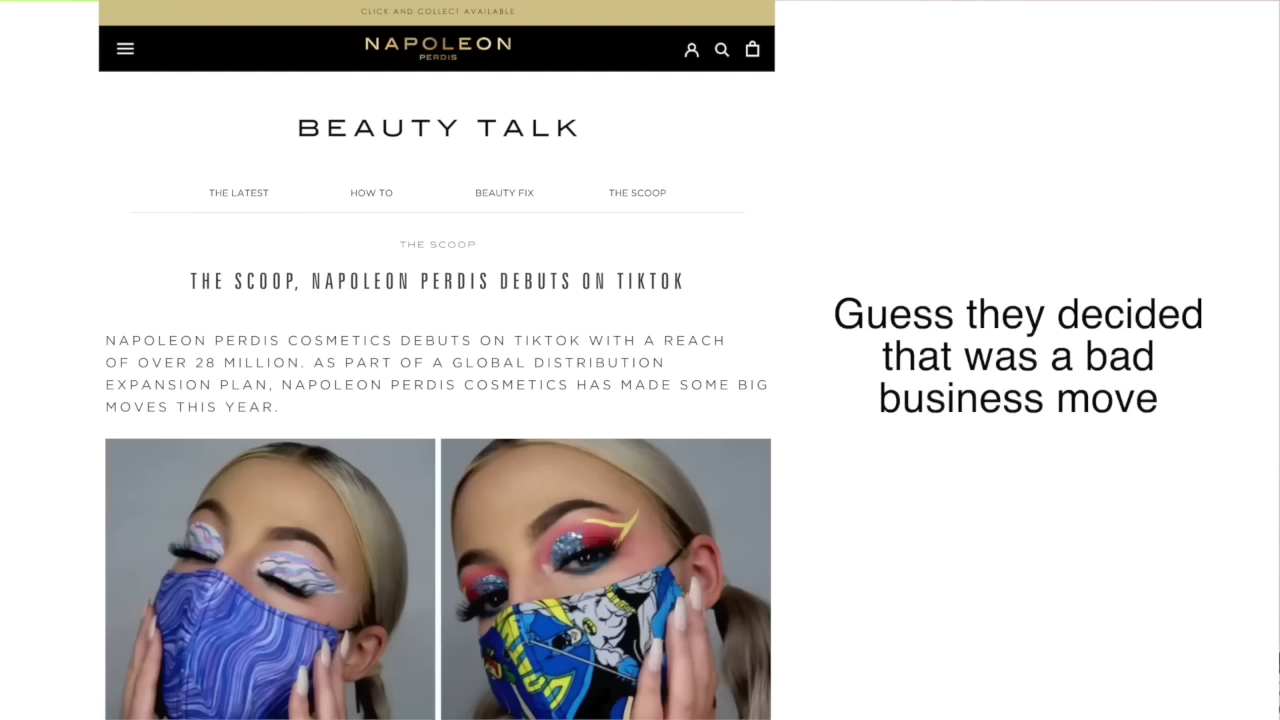 CLICK AND COLLECT AVAILABLE
NAPOLEON
PERDIS
BEAUTY TALK
THE LATEST
HOW TO
BEAUTY FIX
THE SCOOP
THE SCOOP
THE SCOOP, NAPOLEON PERDIS DEBUTS ON TIKTOK
NAPOLEON PERDIS COSMETICS DEBUTS ON TIKTOK WITH A REACH
OF OVER 28 MILLION. AS PART OF A GLOBAL DISTRIBUTION
EXPANSION PLAN, NAPOLEON PERDIS COSMETICS HAS MADE SOME BIG
MOVES THIS YEAR.
Guess they decided
that was a bad
business move